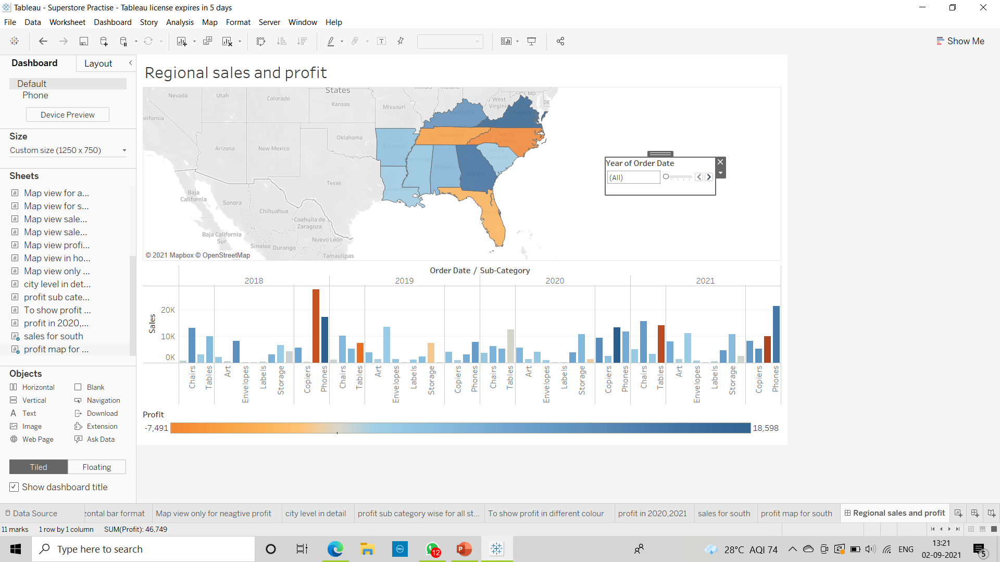 Tableau - Superstore Practise - Tableau license expires in 5 days
File Data Worksheet Dashboard Story Analysis Map Format Server Window Help
Show Me
Dashboard Layout
Default
Phone
Device Preview
Size
Custom size (1250 x 750)
Sheets
Map view for a...
Map view for s...
Map view sale...
Map view sale...
Map view profi...
Map view in ho...
Map view only ...
city level in det...
profit sub cate...
To show profit ...
profit in 2020,...
sales for south
profit map for ...
Objects
Horizontal Blank
Vertical Navigation
Text Download
Image Extension
Web Page Ask Data
Tiled Floating
Show dashboard title
Regional sales and profit
States
Nevada Utah Colorado Kansas Missouri West Virginia MD DE
alifornia
Kentucky Virginia
Arizona New Mexico Oklahoma Arkansas Tennessee North Carolina
South Carolina
Mississippi Alabama Georgia
Texas Louisiana
Florida
Baja California
Sonora Chihuahua
Coahuila de Zaragoza
Baja California Sur
Sinaloa Durango Nuevo León
Tamaulipas
© 2021 Mapbox © OpenStreetMap
Year of Order Date
(All)
Order Date / Sub-Category
2018 2019 2020 2021
Sales
20K
10K
0K
Chairs Tables Art Envelopes Labels Storage Copiers Phones Chairs Tables Art Envelopes Labels Storage Copiers Phones Chairs Tables Art Envelopes Labels Storage Copiers Phones Chairs Tables Art Envelopes Labels Storage Copiers Phones
Profit
-7,491 18,598
Data Source zontal bar format Map view only for neagtive profit city level in detail profit sub category wise for all st... To show profit in different colour profit in 2020,2021 sales for south profit map for south Regional sales and profit
11 marks 1 row by 1 column SUM(Profit): 46,749
Type here to search
DELL
12
P
28°C AQI 74
ENG
13:21
02-09-2021
5